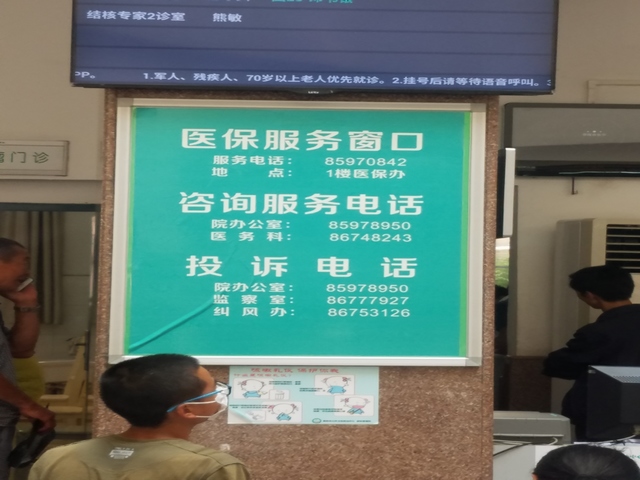 结核专家2诊室 熊敏
PP。 1.军人、残疾人、70岁以上老人优先就诊。2.挂号后请等待语音呼叫。3
门诊
医保服务窗口
服务电话: 85970842
地 点: 1楼医保办
咨询服务电话
院办公室: 85978950
医务科: 86748243
投诉电话
院办公室: 85978950
监察室: 86777927
纠风办: 86753126